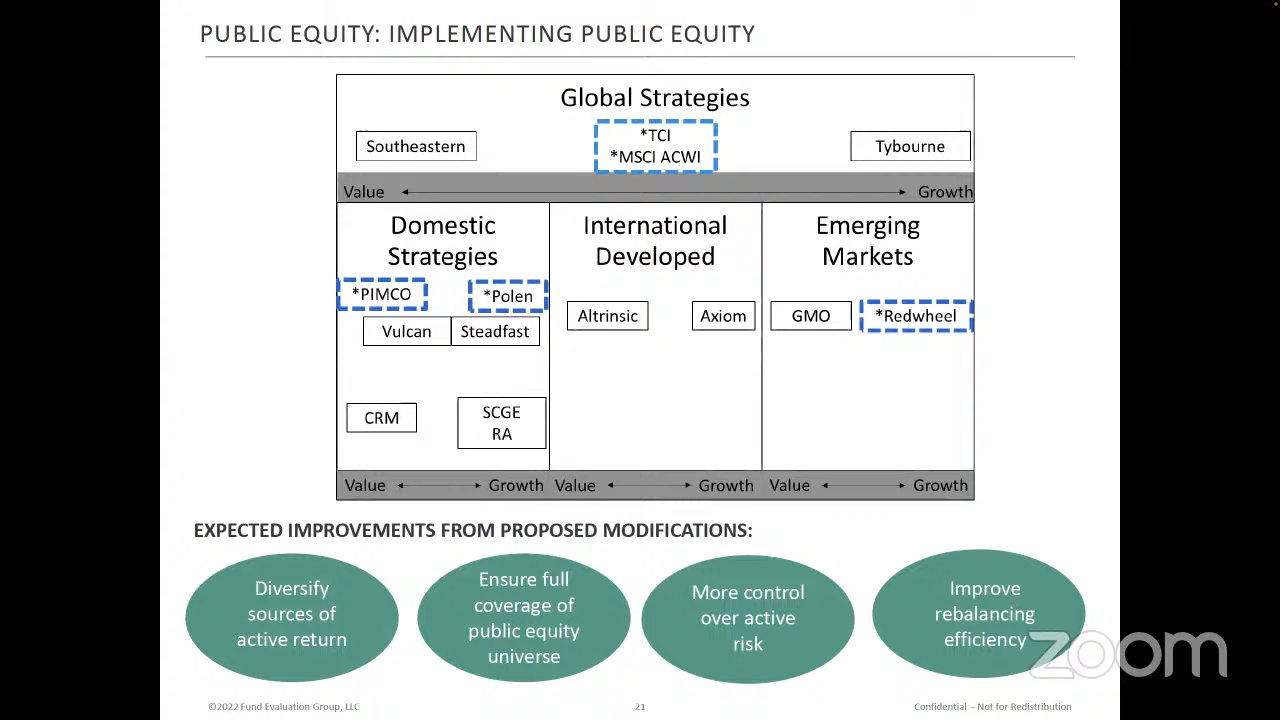 PUBLIC EQUITY: IMPLEMENTING PUBLIC EQUITY
Global Strategies
Southeastern
*TCI
*MSCI ACWI
Tybourne
Value
Growth
Domestic
Strategies
*PIMCO
*Polen
Vulcan
Steadfast
CRM
SCGE
RA
Value
Growth
International
Developed
Altrinsic
Axiom
Value
Growth
Emerging
Markets
GMO
*Redwheel
Value
Growth
EXPECTED IMPROVEMENTS FROM PROPOSED MODIFICATIONS:
Diversify
sources of
active return
Ensure full
coverage of
public equity
universe
More control
over active
risk
Improve
rebalancing
efficiency
zoom
©2022 Fund Evaluation Group, LLC
21
Confidential – Not for Redistribution